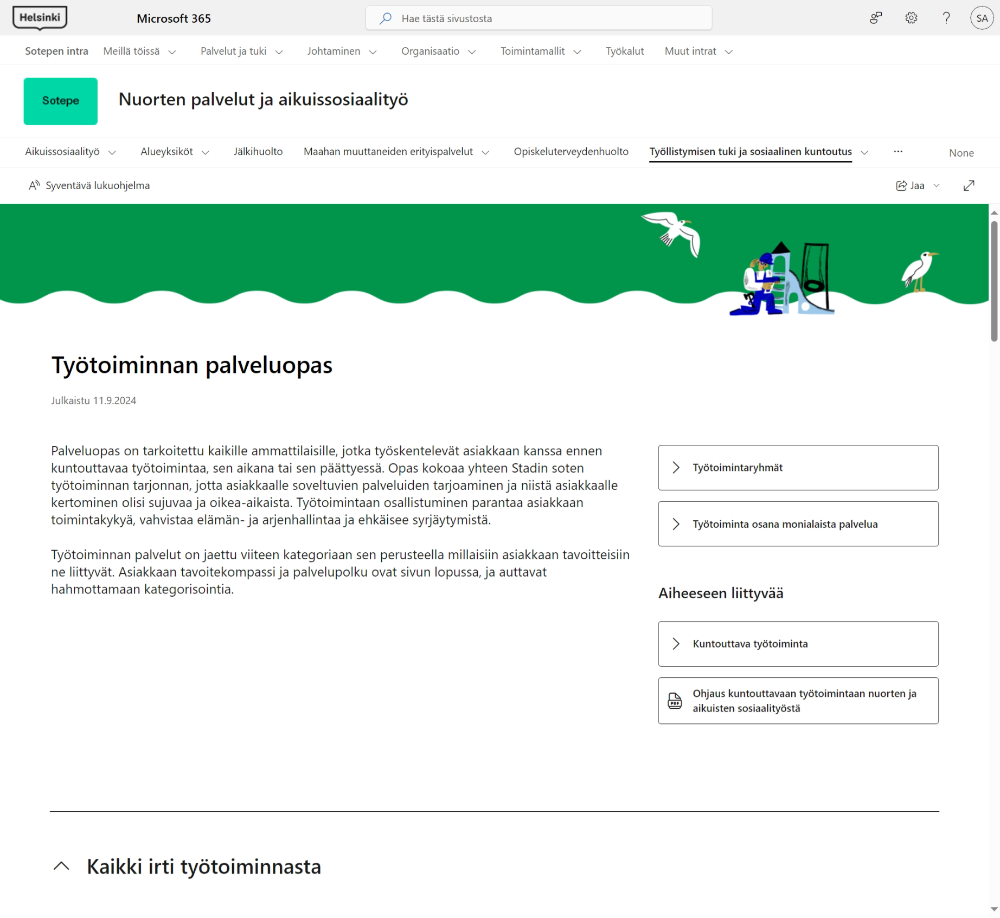 Helsinki
Microsoft 365
Hae tästä sivustosta
SA
Sotepen intra
Meillä töissä
Palvelut ja tuki
Johtaminen
Organisaatio
Toimintamallit
Työkalut
Muut intrat
Sotepe
Nuorten palvelut ja aikuissosiaalityö
Aikuissosiaalityö
Alueyksiköt
Jälkihuolto
Maahan muuttaneiden erityispalvelut
Opiskeluterveydenhuolto
Työllistymisen tuki ja sosiaalinen kuntoutus
...
None
Syventävä lukuohjelma
Jaa
Työtoiminnan palveluopas
Julkaistu 11.9.2024
Palveluopas on tarkoitettu kaikille ammattilaisille, jotka työskentelevät asiakkaan kanssa ennen
kuntouttavaa työtoimintaa, sen aikana tai sen päättyessä. Opas kokoaa yhteen Stadin soten
työtoiminnan tarjonnan, jotta asiakkaalle soveltuvien palveluiden tarjoaminen ja niistä asiakkaalle
kertominen olisi sujuvaa ja oikea-aikaista. Työtoimintaan osallistuminen parantaa asiakkaan
toimintakykyä, vahvistaa elämän- ja arjenhallintaa ja ehkäisee syrjäytymistä.
Työtoiminnan palvelut on jaettu viiteen kategoriaan sen perusteella millaisiin asiakkaan tavoitteisiin
ne liittyvät. Asiakkaan tavoitekompassi ja palvelupolku ovat sivun lopussa, ja auttavat
hahmottamaan kategorisointia.
Työtoimintaryhmät
Työtoiminta osana monialaista palvelua
Aiheeseen liittyvää
Kuntouttava työtoiminta
PDF
Ohjaus kuntouttavaan työtoimintaan nuorten ja
aikuisten sosiaalityöstä
Kaikki irti työtoiminnasta